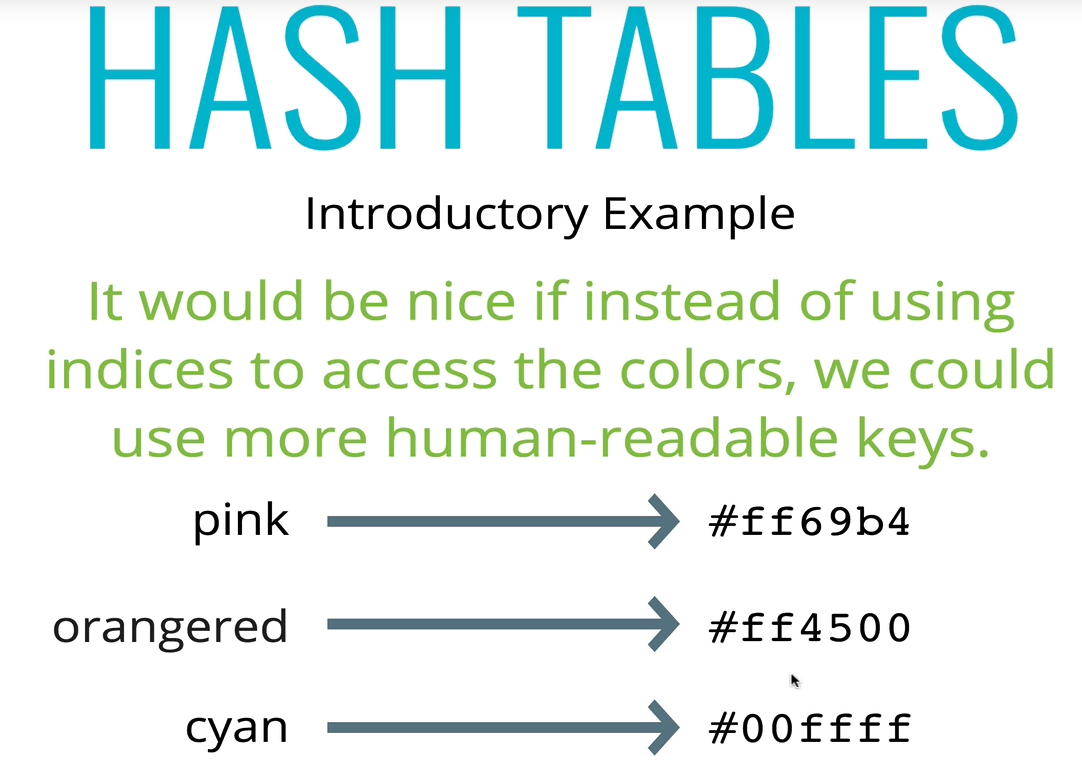 HASH TABLES
Introductory Example
It would be nice if instead of using
indices to access the colors, we could
use more human-readable keys.
pink #ff69b4
orangered #ff4500
cyan #00ffff